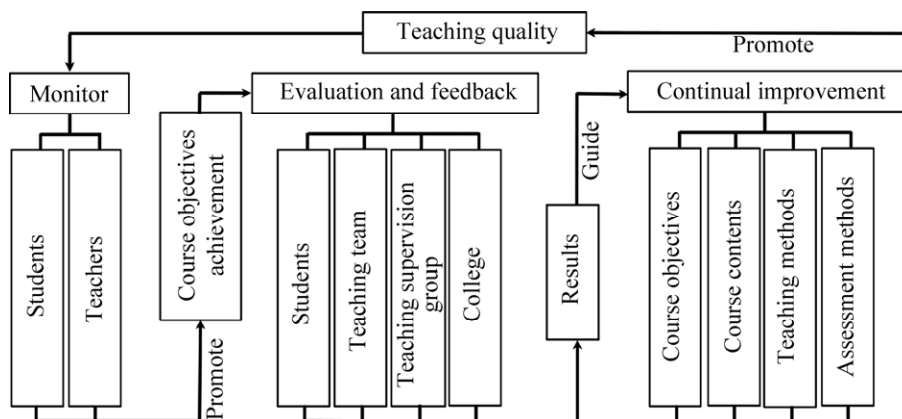 Teaching quality
Promote
Monitor
Evaluation and feedback
Continual improvement
Students
Teachers
Course objectives
achievement
Promote
Students
Teaching team
Teaching supervision
group
College
Results
Guide
Course objectives
Course contents
Teaching methods
Assessment methods